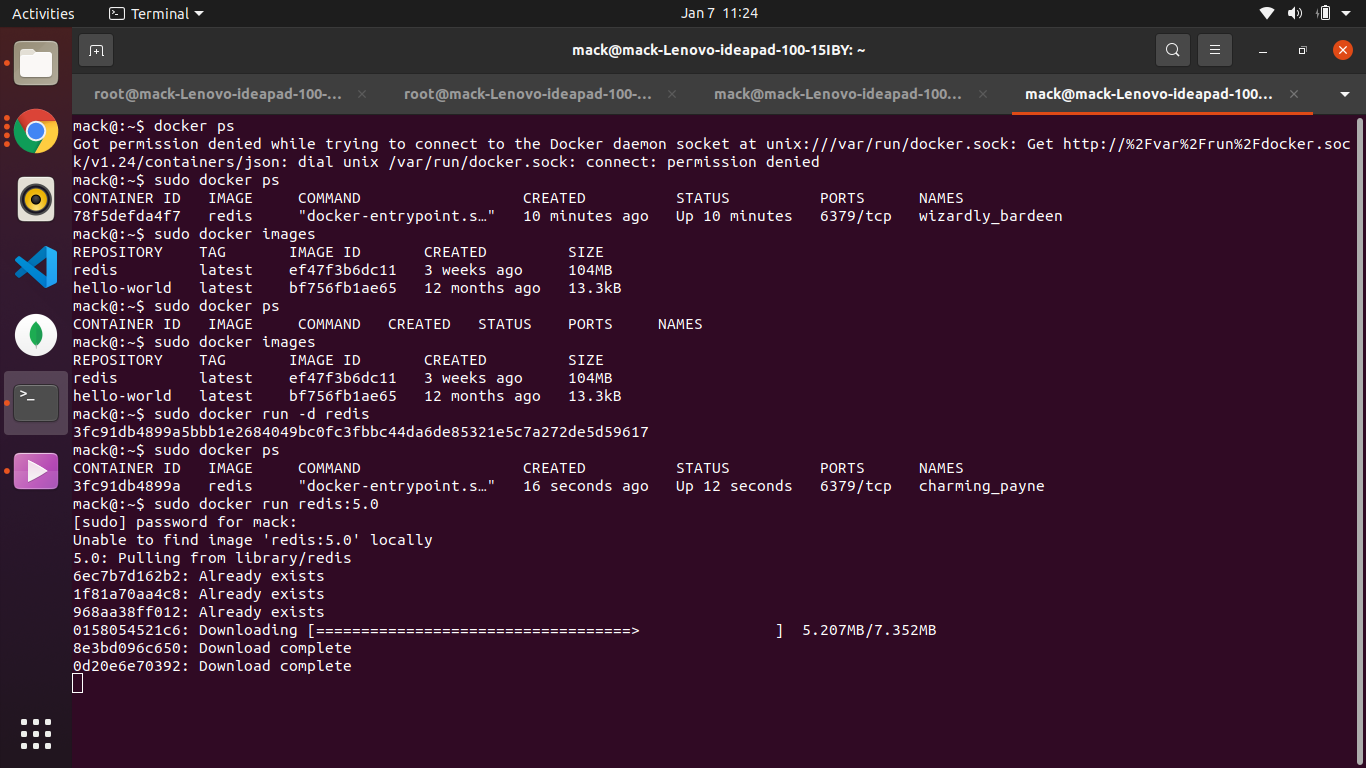 Activities
Terminal
Jan 7 11:24
mack@mack-Lenovo-ideapad-100-15IBY: ~
root@mack-Lenovo-ideapad-100-...
root@mack-Lenovo-ideapad-100-...
mack@mack-Lenovo-ideapad-100...
mack@mack-Lenovo-ideapad-100...
mack@:~$ docker ps
Got permission denied while trying to connect to the Docker daemon socket at unix:///var/run/docker.sock: Get http://%2Fvar%2Frun%2Fdocker.soc
k/v1.24/containers/json: dial unix /var/run/docker.sock: connect: permission denied
mack@:~$ sudo docker ps
CONTAINER ID   IMAGE     COMMAND                  CREATED          STATUS          PORTS      NAMES
78f5defda4f7   redis     "docker-entrypoint.s…"   10 minutes ago   Up 10 minutes   6379/tcp   wizardly_bardeen
mack@:~$ sudo docker images
REPOSITORY    TAG       IMAGE ID       CREATED         SIZE
redis         latest    ef47f3b6dc11   3 weeks ago     104MB
hello-world   latest    bf756fb1ae65   12 months ago   13.3kB
mack@:~$ sudo docker ps
CONTAINER ID   IMAGE     COMMAND   CREATED   STATUS    PORTS     NAMES
mack@:~$ sudo docker images
REPOSITORY    TAG       IMAGE ID       CREATED         SIZE
redis         latest    ef47f3b6dc11   3 weeks ago     104MB
hello-world   latest    bf756fb1ae65   12 months ago   13.3kB
mack@:~$ sudo docker run -d redis
3fc91db4899a5bbb1e2684049bc0fc3fbbc44da6de85321e5c7a272de5d59617
mack@:~$ sudo docker ps
CONTAINER ID   IMAGE     COMMAND                  CREATED          STATUS          PORTS      NAMES
3fc91db4899a   redis     "docker-entrypoint.s…"   16 seconds ago   Up 12 seconds   6379/tcp   charming_payne
mack@:~$ sudo docker run redis:5.0
[sudo] password for mack:
Unable to find image 'redis:5.0' locally
5.0: Pulling from library/redis
6ec7b7d162b2: Already exists
1f81a70aa4c8: Already exists
968aa38ff012: Already exists
0158054521c6: Downloading [===================================>               ]  5.207MB/7.352MB
8e3bd096c650: Download complete
0d20e6e70392: Download complete